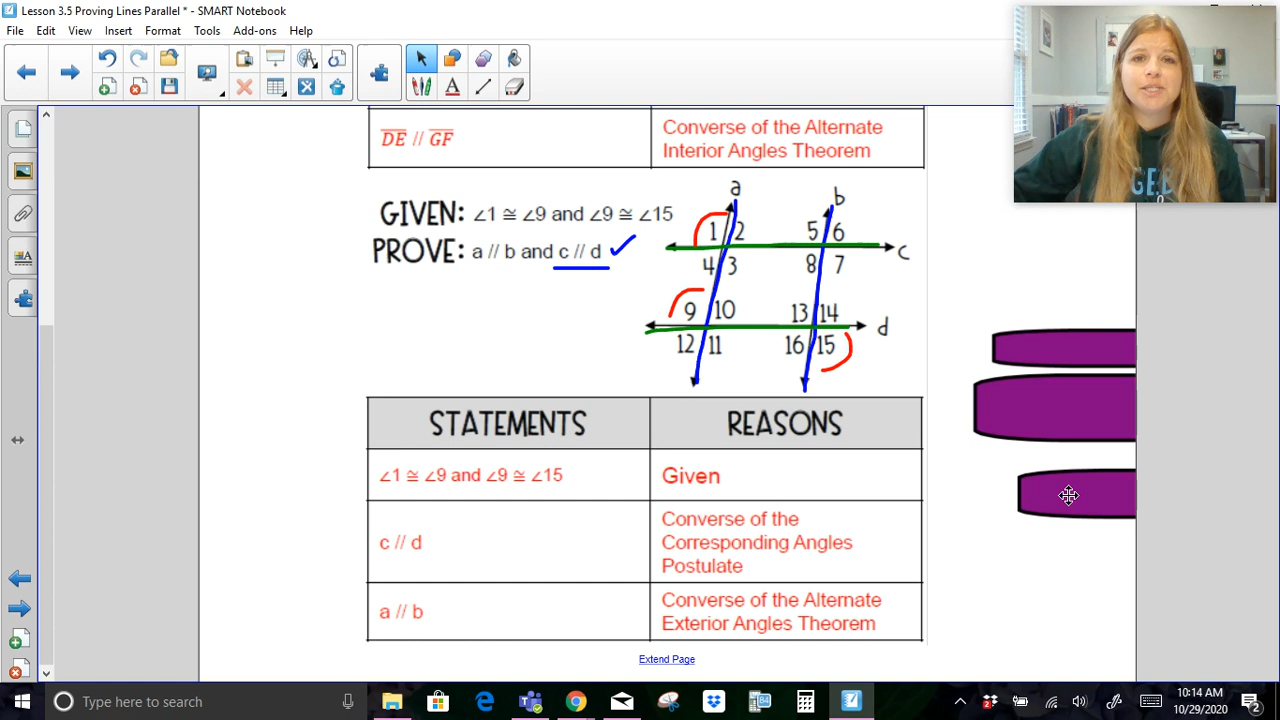 Lesson 3.5 Proving Lines Parallel * - SMART Notebook
File Edit View Insert Format Tools Add-ons Help
DE // GF
Converse of the Alternate
Interior Angles Theorem
GIVEN: ∠1 ≅ ∠9 and ∠9 ≅ ∠15
PROVE: a // b and c // d
a
b
1 2
5 6
c
4 3
8 7
9 10
13 14
d
12 11
16 15
STATEMENTS
REASONS
∠1 ≅ ∠9 and ∠9 ≅ ∠15
Given
c // d
Converse of the
Corresponding Angles
Postulate
a // b
Converse of the Alternate
Exterior Angles Theorem
Extend Page
Type here to search
10:14 AM
10/29/2020
2